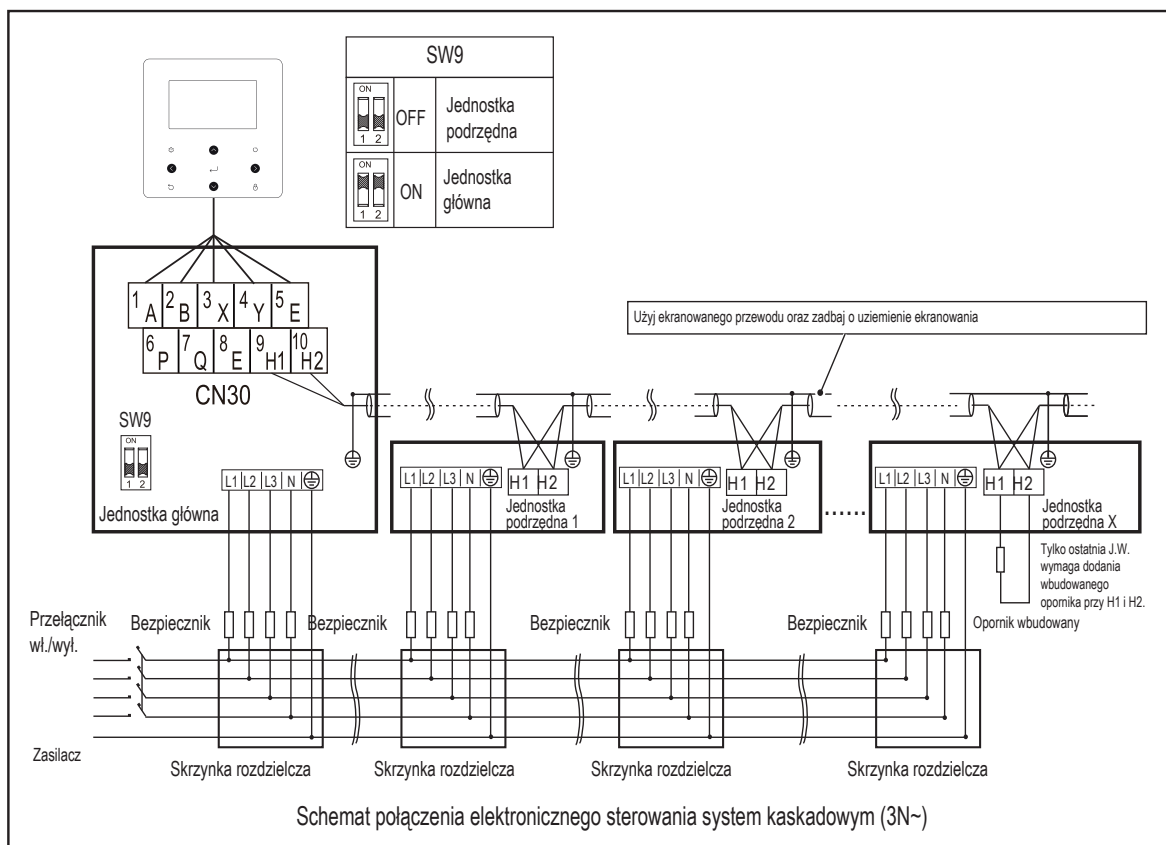 SW9
ON
1 2
OFF
Jednostka
podrzędna
ON
1 2
ON
Jednostka
główna
1 A
2 B
3 X
4 Y
5 E
6 P
7 Q
8 E
9 H1
10 H2
CN30
Użyj ekranowanego przewodu oraz zadbaj o uziemienie ekranowania
SW9
ON
1 2
L1 L2 L3 N
Jednostka główna
L1 L2 L3 N
H1 H2
Jednostka
podrzędna 1
L1 L2 L3 N
H1 H2
Jednostka
podrzędna 2
......
L1 L2 L3 N
H1 H2
Jednostka
podrzędna X
Tylko ostatnia J.W.
wymaga dodania
wbudowanego
opornika przy H1 i H2.
Przełącznik
wł./wył.
Bezpiecznik
Bezpiecznik
Bezpiecznik
Bezpiecznik
Opornik wbudowany
Zasilacz
Skrzynka rozdzielcza
Skrzynka rozdzielcza
Skrzynka rozdzielcza
Skrzynka rozdzielcza
Schemat połączenia elektronicznego sterowania system kaskadowym (3N~)